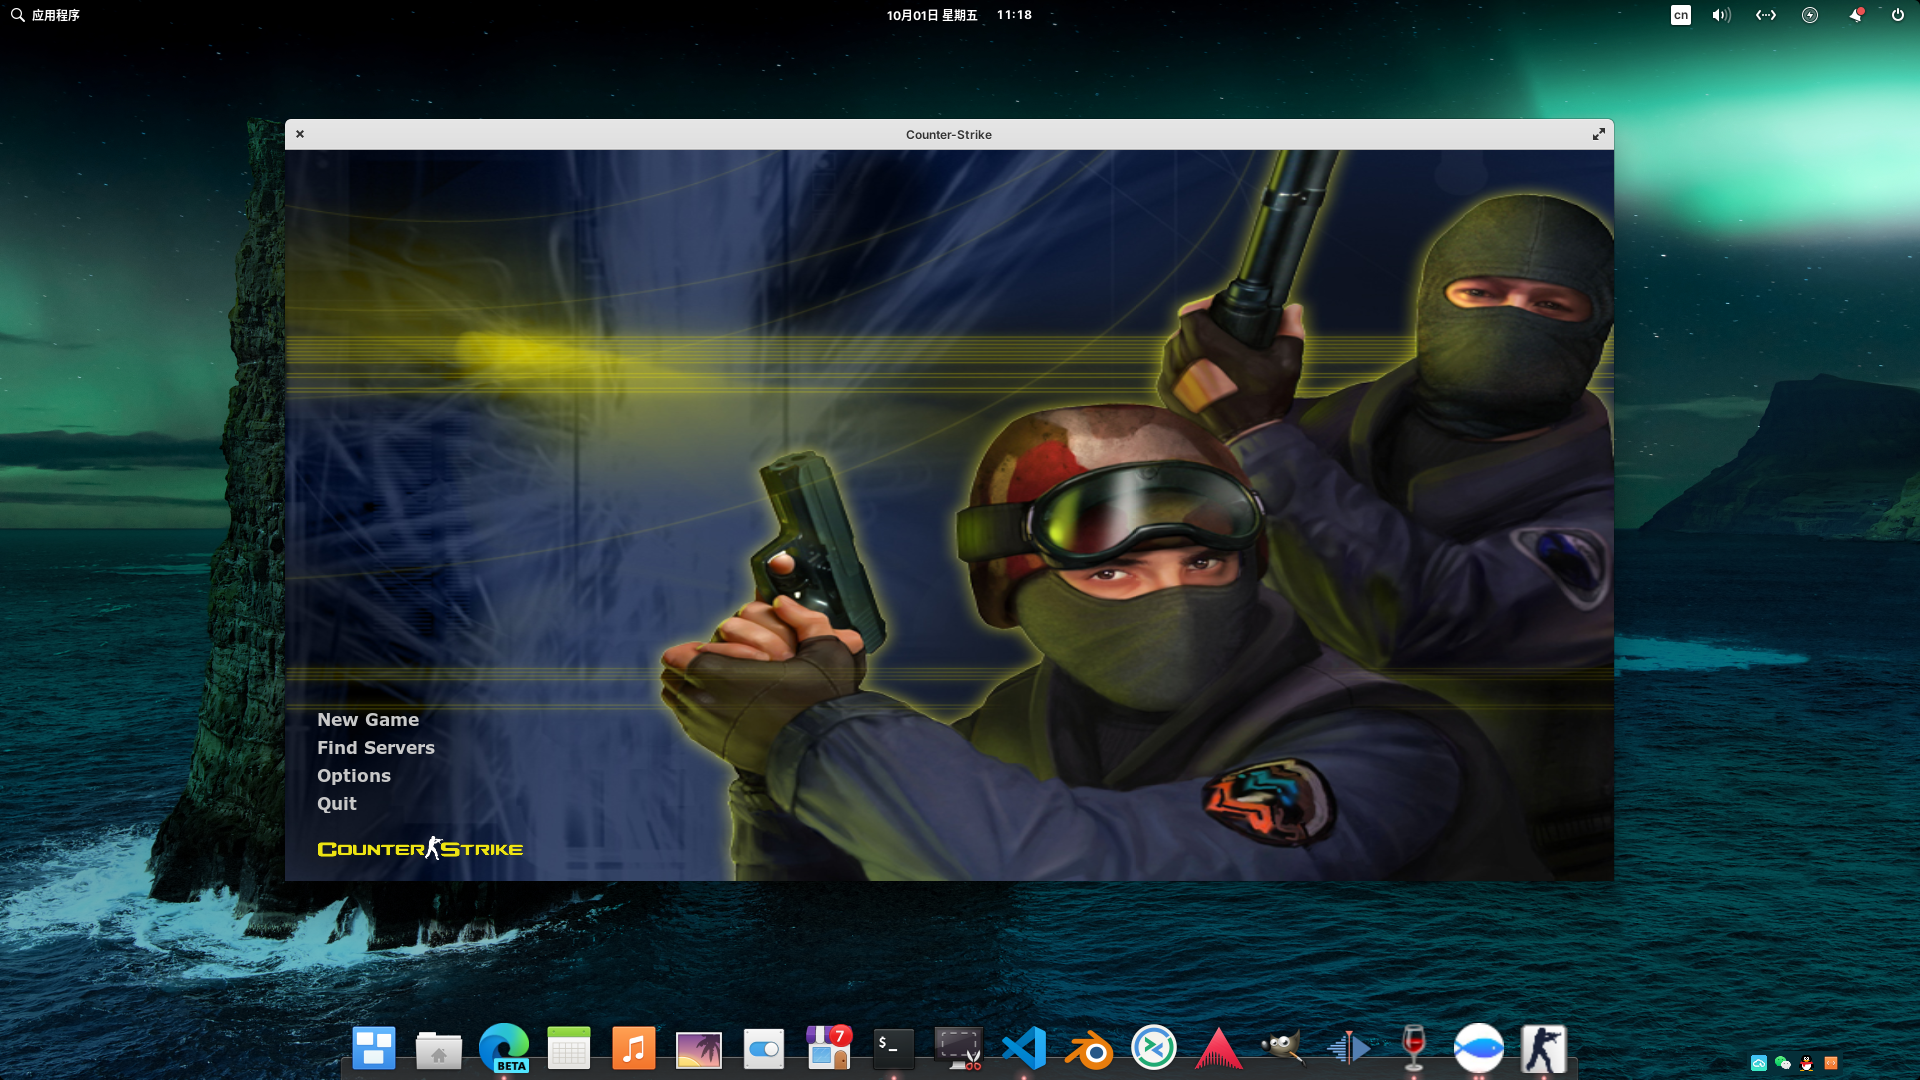 应用程序
10月01日 星期五 11:18
cn
Counter-Strike
New Game
Find Servers
Options
Quit
COUNTER STRIKE
BETA
7
$ _